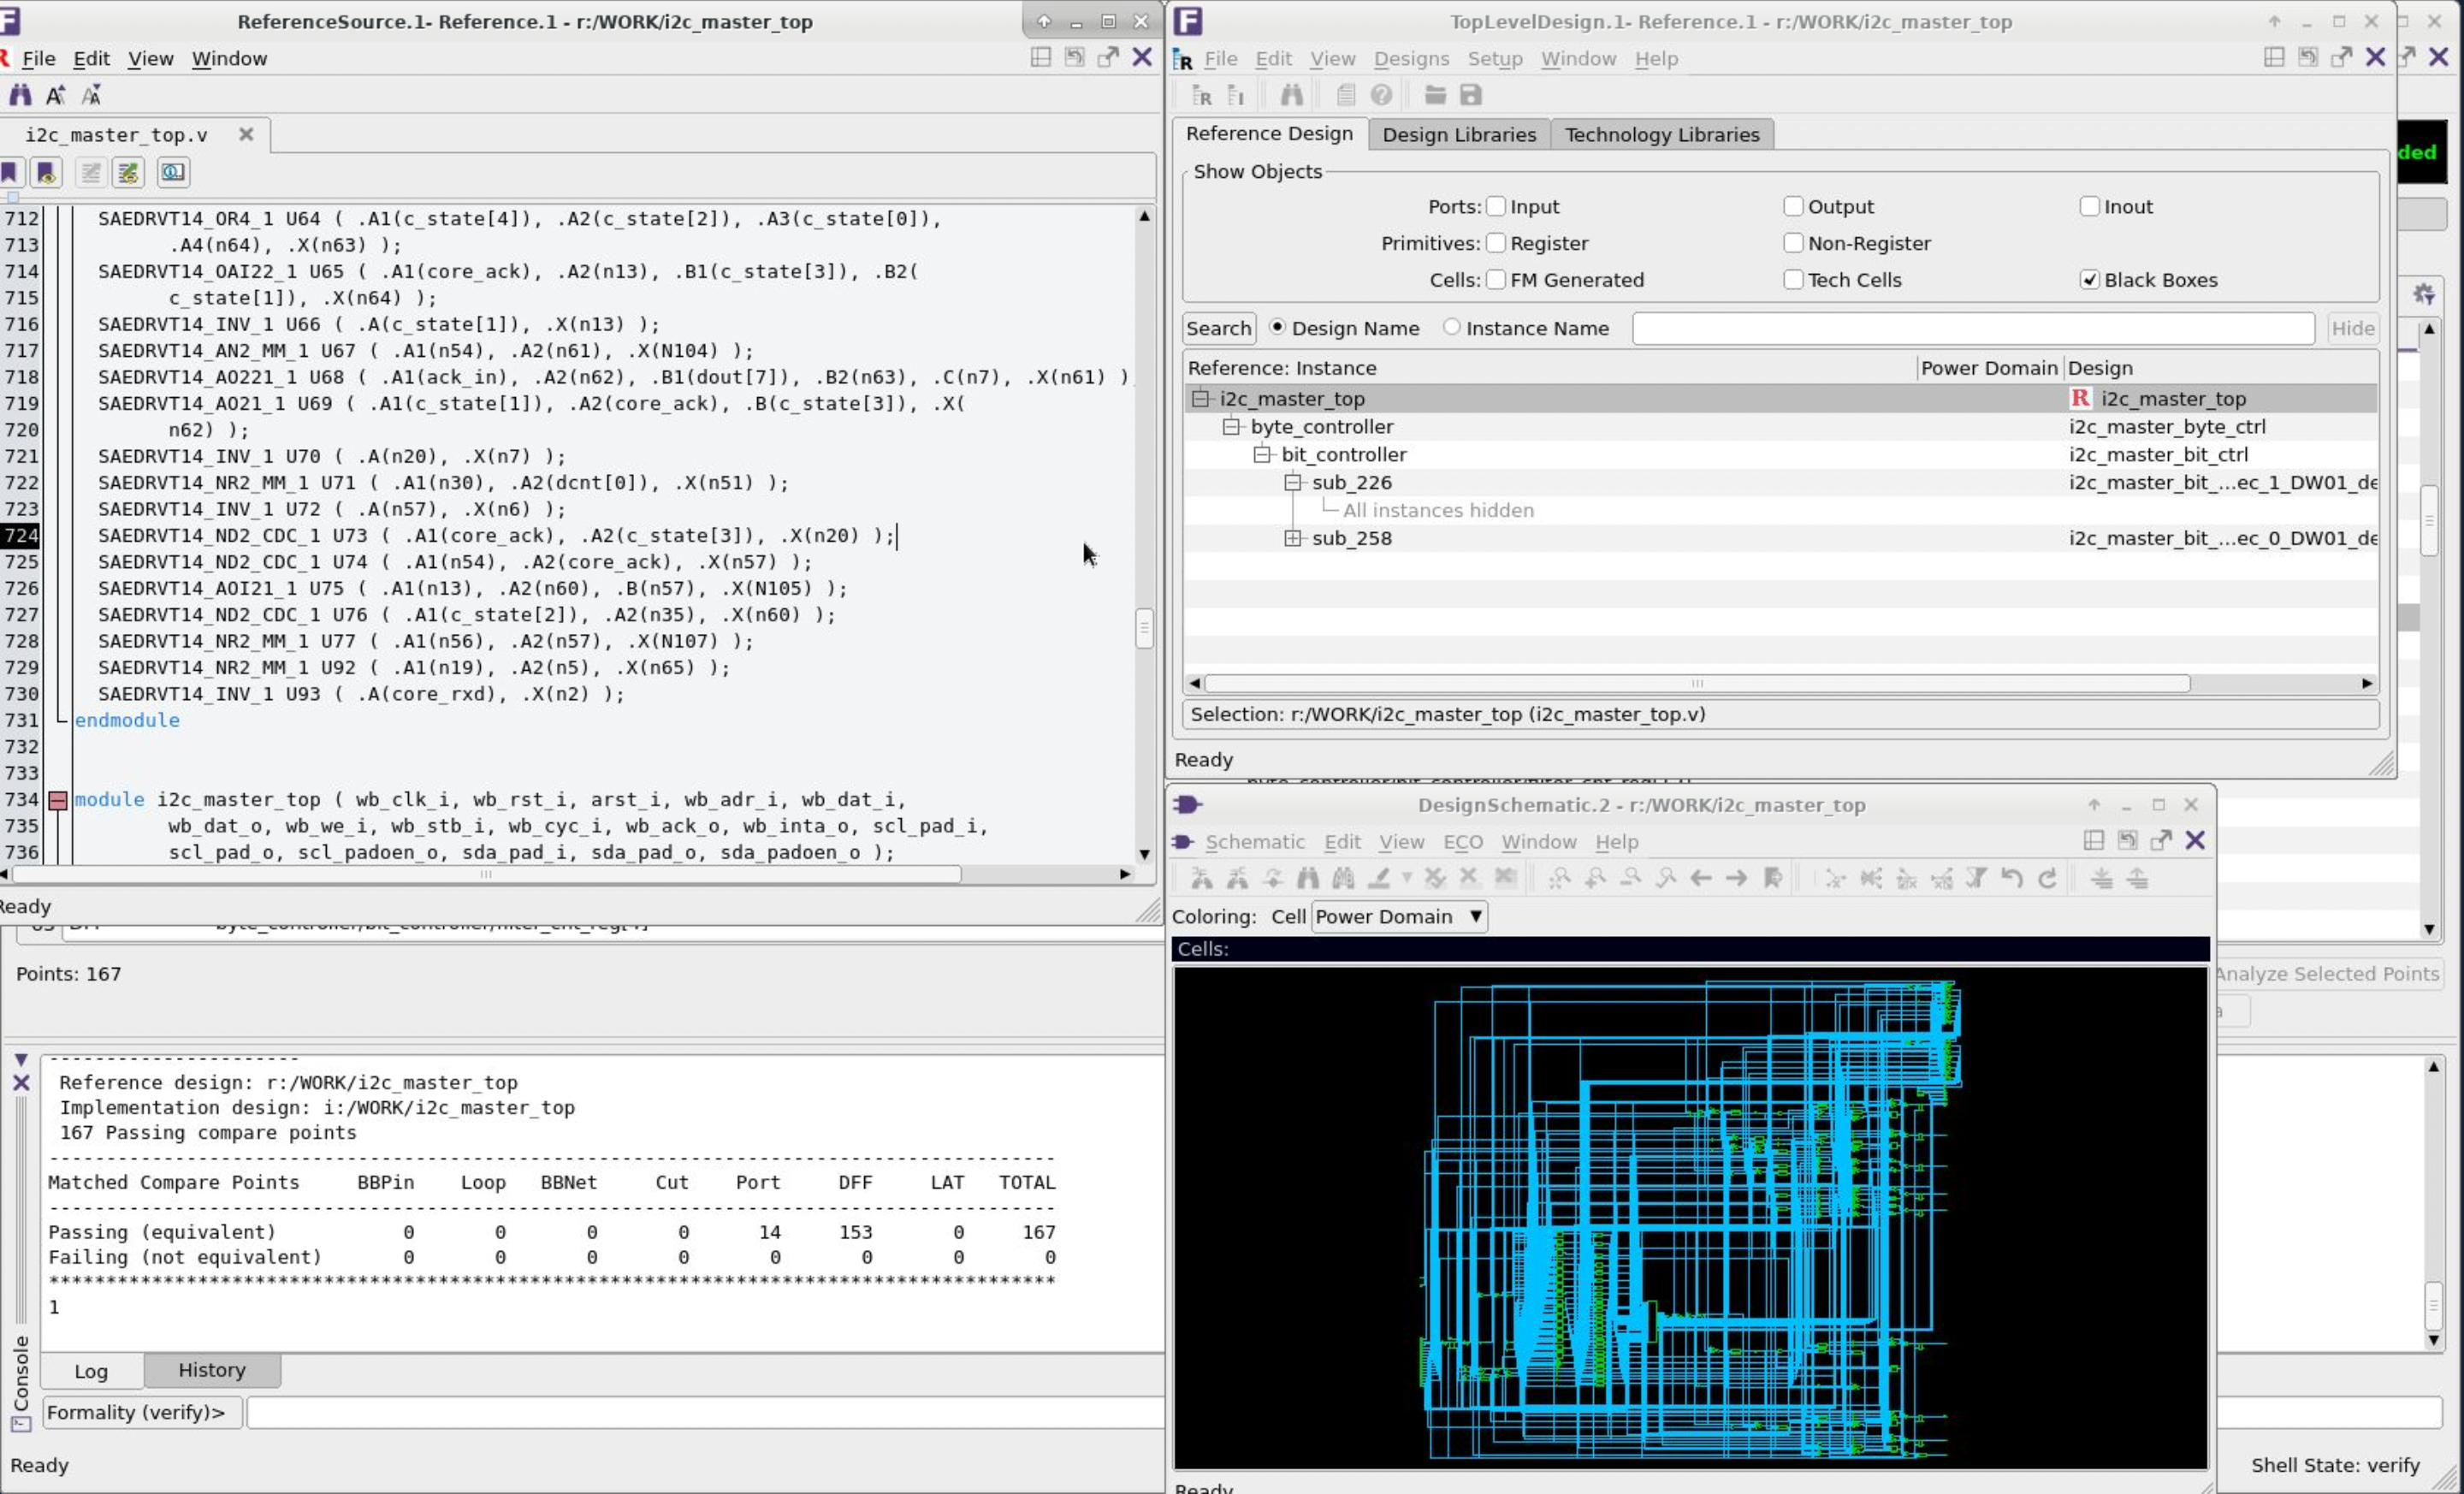 ReferenceSource.1- Reference.1 - r:/WORK/i2c_master_top
File Edit View Window
i2c_master_top.v
712 SAEDRVT14_OR4_1 U64 ( .A1(c_state[4]), .A2(c_state[2]), .A3(c_state[0]),
713 .A4(n64), .X(n63) );
714 SAEDRVT14_OAI22_1 U65 ( .A1(core_ack), .A2(n13), .B1(c_state[3]), .B2(
715 c_state[1]), .X(n64) );
716 SAEDRVT14_INV_1 U66 ( .A(c_state[1]), .X(n13) );
717 SAEDRVT14_AN2_MM_1 U67 ( .A1(n54), .A2(n61), .X(N104) );
718 SAEDRVT14_AO221_1 U68 ( .A1(ack_in), .A2(n62), .B1(dout[7]), .B2(n63), .C(n7), .X(n61) )
719 SAEDRVT14_AO21_1 U69 ( .A1(c_state[1]), .A2(core_ack), .B(c_state[3]), .X(
720 n62) );
721 SAEDRVT14_INV_1 U70 ( .A(n20), .X(n7) );
722 SAEDRVT14_NR2_MM_1 U71 ( .A1(n30), .A2(dcnt[0]), .X(n51) );
723 SAEDRVT14_INV_1 U72 ( .A(n57), .X(n6) );
724 SAEDRVT14_ND2_CDC_1 U73 ( .A1(core_ack), .A2(c_state[3]), .X(n20) );
725 SAEDRVT14_ND2_CDC_1 U74 ( .A1(n54), .A2(core_ack), .X(n57) );
726 SAEDRVT14_AOI21_1 U75 ( .A1(n13), .A2(n60), .B(n57), .X(N105) );
727 SAEDRVT14_ND2_CDC_1 U76 ( .A1(c_state[2]), .A2(n35), .X(n60) );
728 SAEDRVT14_NR2_MM_1 U77 ( .A1(n56), .A2(n57), .X(N107) );
729 SAEDRVT14_NR2_MM_1 U92 ( .A1(n19), .A2(n5), .X(n65) );
730 SAEDRVT14_INV_1 U93 ( .A(core_rxd), .X(n2) );
731 endmodule
732
733
734 module i2c_master_top ( wb_clk_i, wb_rst_i, arst_i, wb_adr_i, wb_dat_i,
735 wb_dat_o, wb_we_i, wb_stb_i, wb_cyc_i, wb_ack_o, wb_inta_o, scl_pad_i,
736 scl_pad_o, scl_padoen_o, sda_pad_i, sda_pad_o, sda_padoen_o );
Ready
TopLevelDesign.1- Reference.1 - r:/WORK/i2c_master_top
File Edit View Designs Setup Window Help
Reference Design Design Libraries Technology Libraries
Show Objects
Ports: Input Output Inout
Primitives: Register Non-Register
Cells: FM Generated Tech Cells Black Boxes
Search Design Name Instance Name Hide
Reference: Instance Power Domain Design
i2c_master_top R i2c_master_top
byte_controller i2c_master_byte_ctrl
bit_controller i2c_master_bit_ctrl
sub_226 i2c_master_bit_...ec_1_DW01_de
All instances hidden
sub_258 i2c_master_bit_...ec_0_DW01_de
Selection: r:/WORK/i2c_master_top (i2c_master_top.v)
Ready
ded
DesignSchematic.2 - r:/WORK/i2c_master_top
Schematic Edit View ECO Window Help
Coloring: Cell Power Domain
Cells:
Ready
Analyze Selected Points
Points: 167
Reference design: r:/WORK/i2c_master_top
Implementation design: i:/WORK/i2c_master_top
167 Passing compare points
Matched Compare Points BBPin Loop BBNet Cut Port DFF LAT TOTAL
Passing (equivalent) 0 0 0 0 14 153 0 167
Failing (not equivalent) 0 0 0 0 0 0 0 0
****************************************************************************************
1
Console
Log History
Formality (verify)>
Ready
Shell State: verify